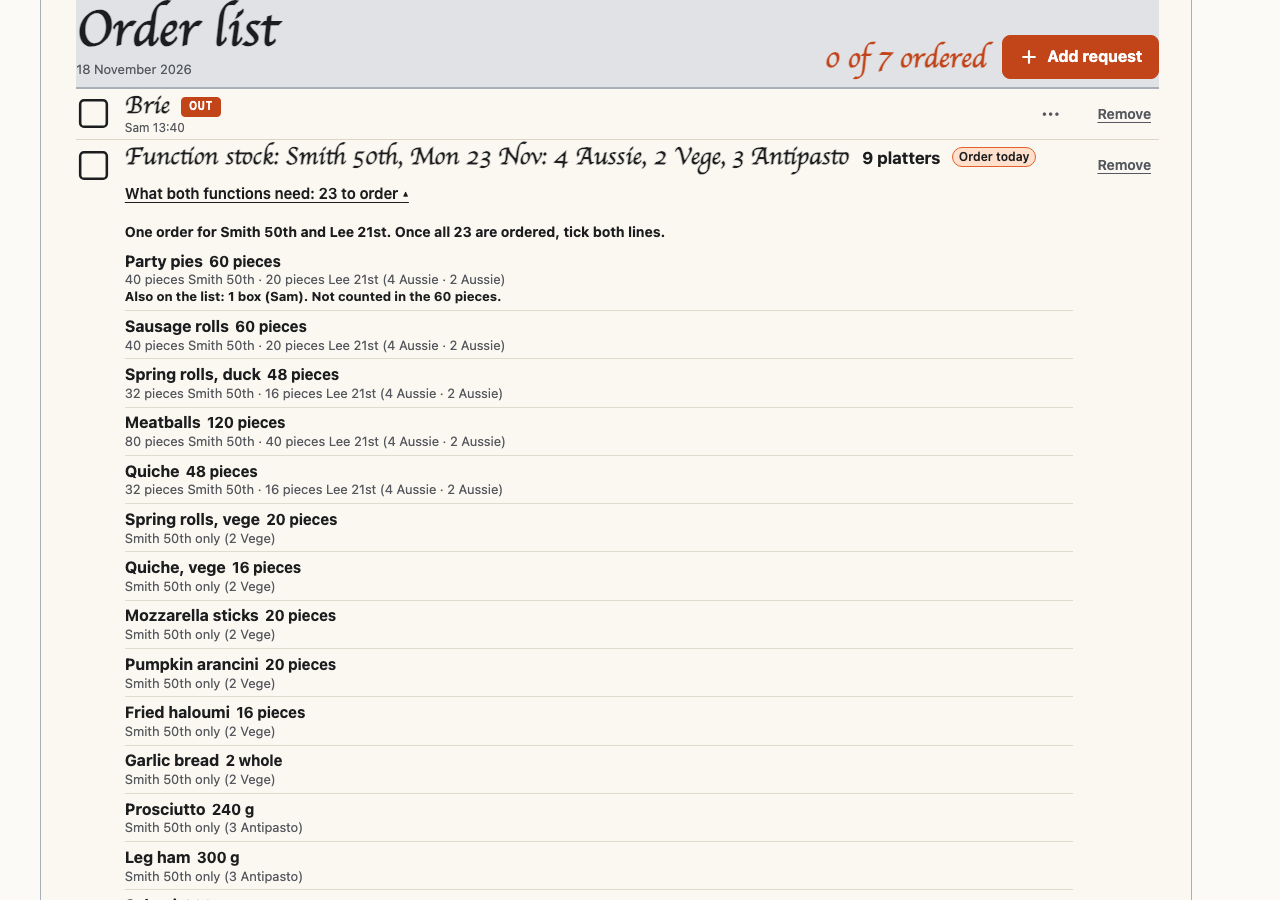 Order list
18 November 2026
0 of 7 ordered
+ Add request
Brie OUT
Sam 13:40
••• Remove
Function stock: Smith 50th, Mon 23 Nov: 4 Aussie, 2 Vege, 3 Antipasto 9 platters Order today
Remove
What both functions need: 23 to order ▴
One order for Smith 50th and Lee 21st. Once all 23 are ordered, tick both lines.
Party pies 60 pieces
40 pieces Smith 50th · 20 pieces Lee 21st (4 Aussie · 2 Aussie)
Also on the list: 1 box (Sam). Not counted in the 60 pieces.
Sausage rolls 60 pieces
40 pieces Smith 50th · 20 pieces Lee 21st (4 Aussie · 2 Aussie)
Spring rolls, duck 48 pieces
32 pieces Smith 50th · 16 pieces Lee 21st (4 Aussie · 2 Aussie)
Meatballs 120 pieces
80 pieces Smith 50th · 40 pieces Lee 21st (4 Aussie · 2 Aussie)
Quiche 48 pieces
32 pieces Smith 50th · 16 pieces Lee 21st (4 Aussie · 2 Aussie)
Spring rolls, vege 20 pieces
Smith 50th only (2 Vege)
Quiche, vege 16 pieces
Smith 50th only (2 Vege)
Mozzarella sticks 20 pieces
Smith 50th only (2 Vege)
Pumpkin arancini 20 pieces
Smith 50th only (2 Vege)
Fried haloumi 16 pieces
Smith 50th only (2 Vege)
Garlic bread 2 whole
Smith 50th only (2 Vege)
Prosciutto 240 g
Smith 50th only (3 Antipasto)
Leg ham 300 g
Smith 50th only (3 Antipasto)